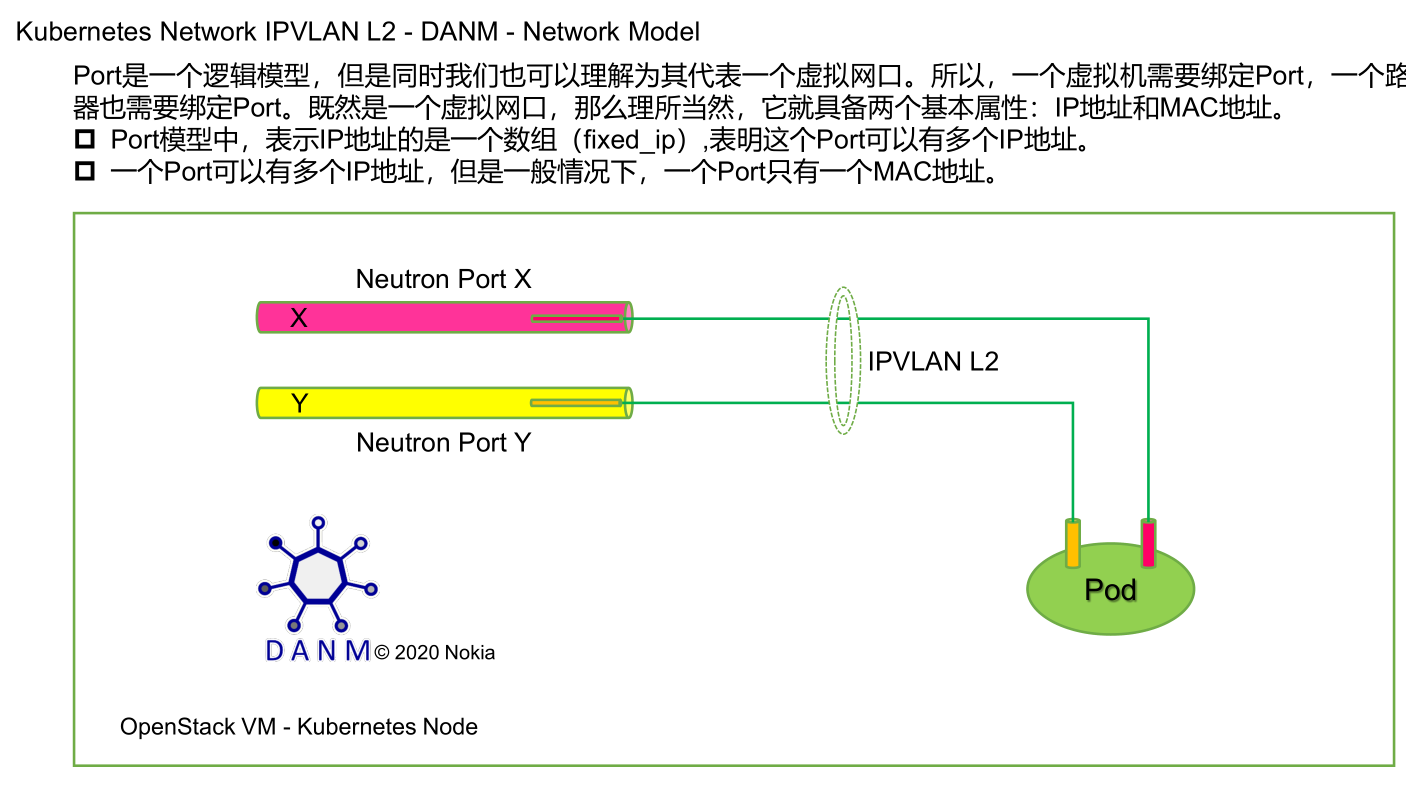 Kubernetes Network IPVLAN L2 - DANM - Network Model
Port是一个逻辑模型，但是同时我们也可以理解为其代表一个虚拟网口。所以，一个虚拟机需要绑定Port，一个路
器也需要绑定Port。既然是一个虚拟网口，那么理所当然，它就具备两个基本属性：IP地址和MAC地址。
Port模型中，表示IP地址的是一个数组（fixed_ip）,表明这个Port可以有多个IP地址。
一个Port可以有多个IP地址，但是一般情况下，一个Port只有一个MAC地址。
Neutron Port X
X
IPVLAN L2
Y
Neutron Port Y
Pod
DANM © 2020 Nokia
OpenStack VM - Kubernetes Node